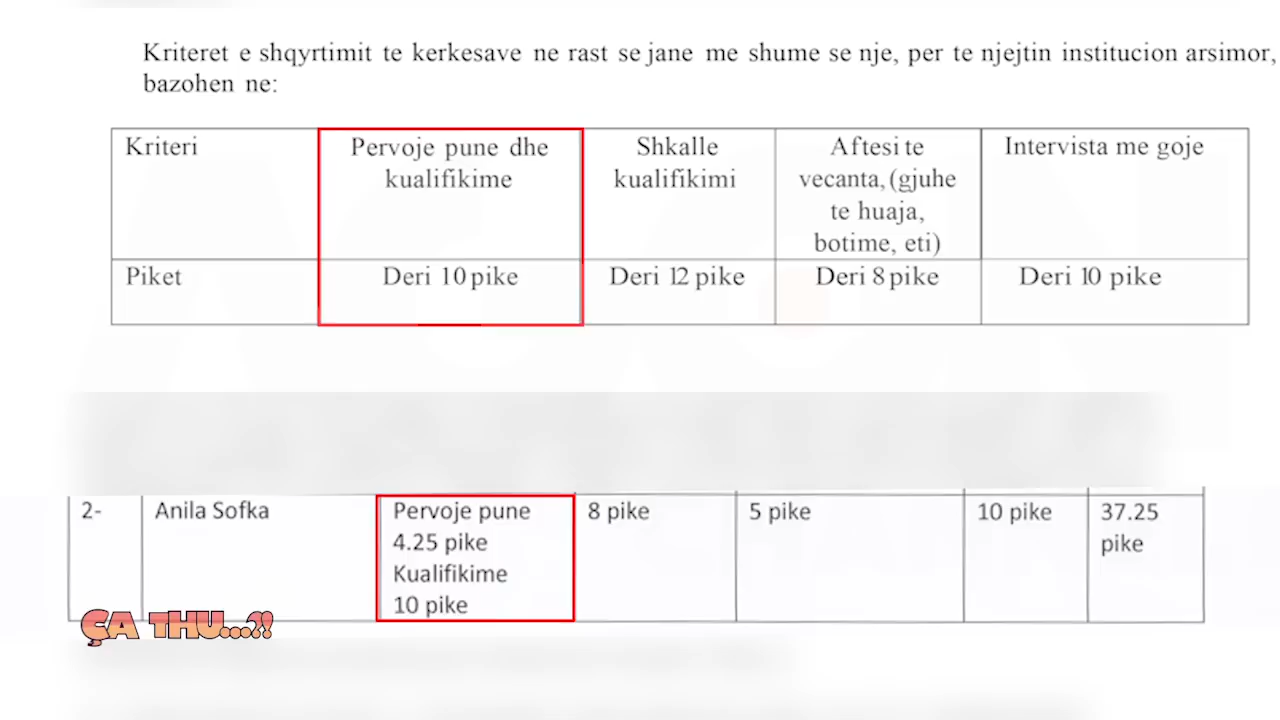 Kriteret e shqyrtimit te kerkesave ne rast se jane me shume se nje, per te njejtin institucion arsimor,
bazohen ne:
Kriteri
Pervoje pune dhe
kualifikime
Shkalle
kualifikimi
Aftesi te
vecanta, (gjuhe
te huaja,
botime, eti)
Intervista me goje
Piket
Deri 10 pike
Deri 12 pike
Deri 8 pike
Deri 10 pike
2-
Anila Sofka
Pervoje pune
4.25 pike
Kualifikime
10 pike
8 pike
5 pike
10 pike
37.25
pike
ÇA THU...?!